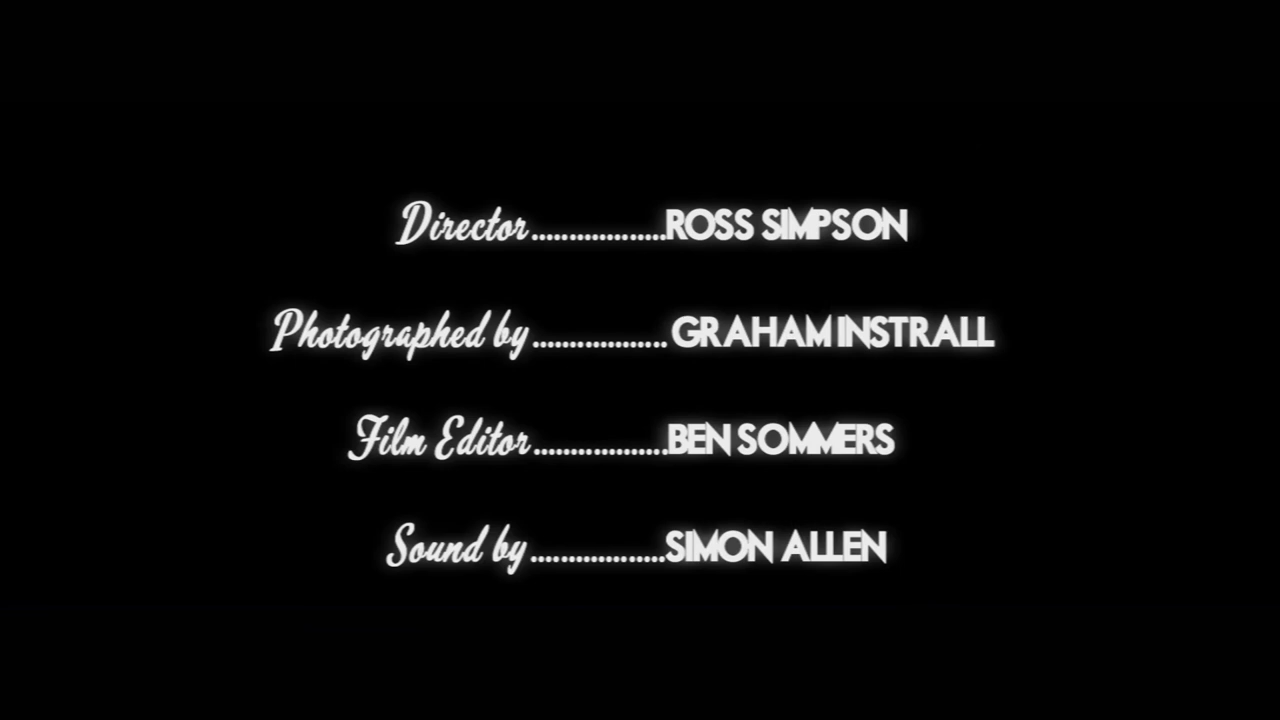 Director..................ROSS SIMPSON
Photographed by.................. GRAHAM INSTRALL
Film Editor..................BEN SOMMERS
Sound by..................SIMON ALLEN